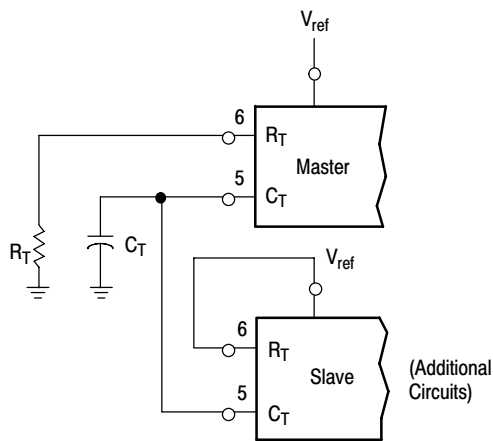 Vref
6
RT
Master
5
CT
RT
CT
Vref
6
RT
Slave
(Additional
Circuits)
5
CT